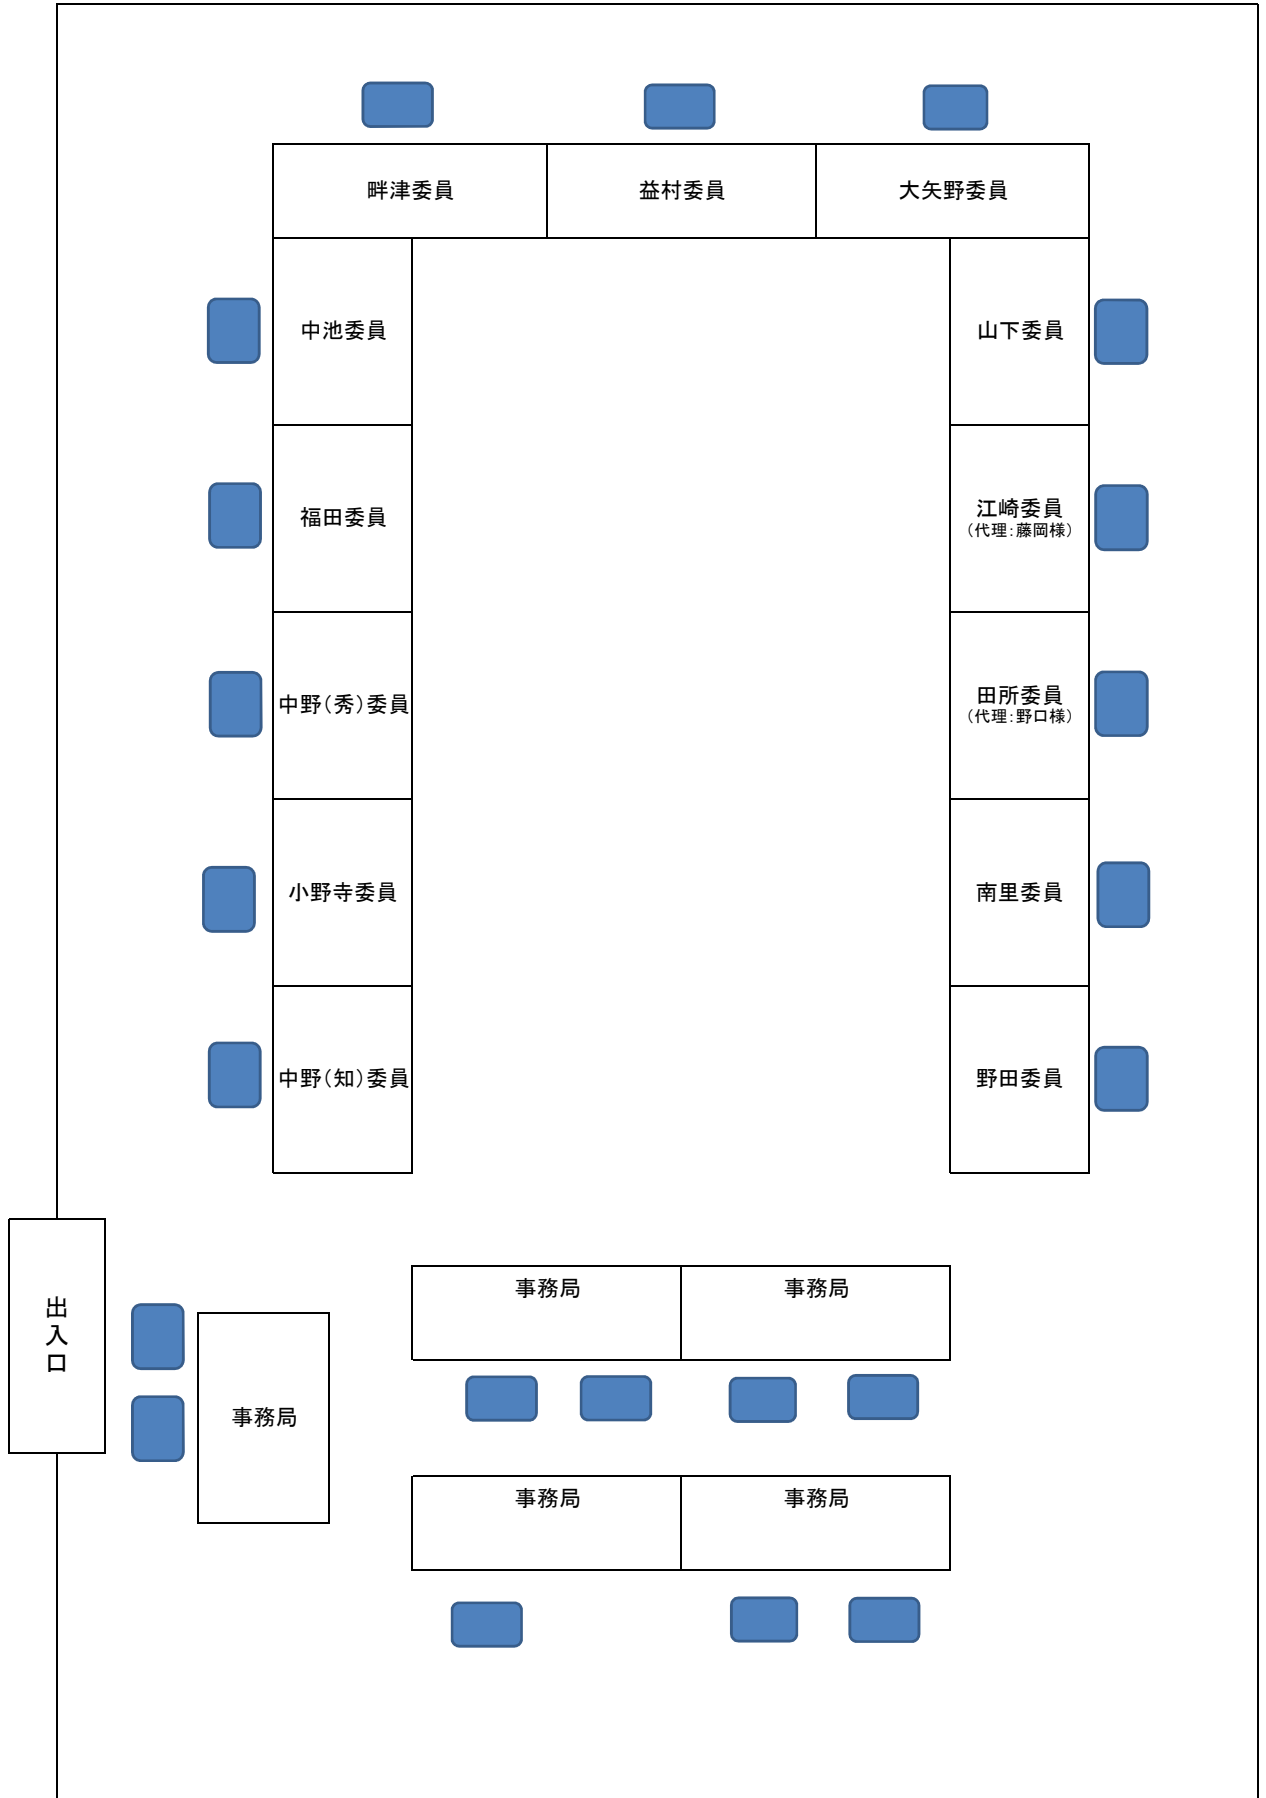 畔津委員
益村委員
大矢野委員
中池委員
山下委員
福田委員
江崎委員
（代理：藤岡様）
中野（秀）委員
田所委員
（代理：野口様）
小野寺委員
南里委員
中野（知）委員
野田委員
出入口
事務局
事務局
事務局
事務局
事務局